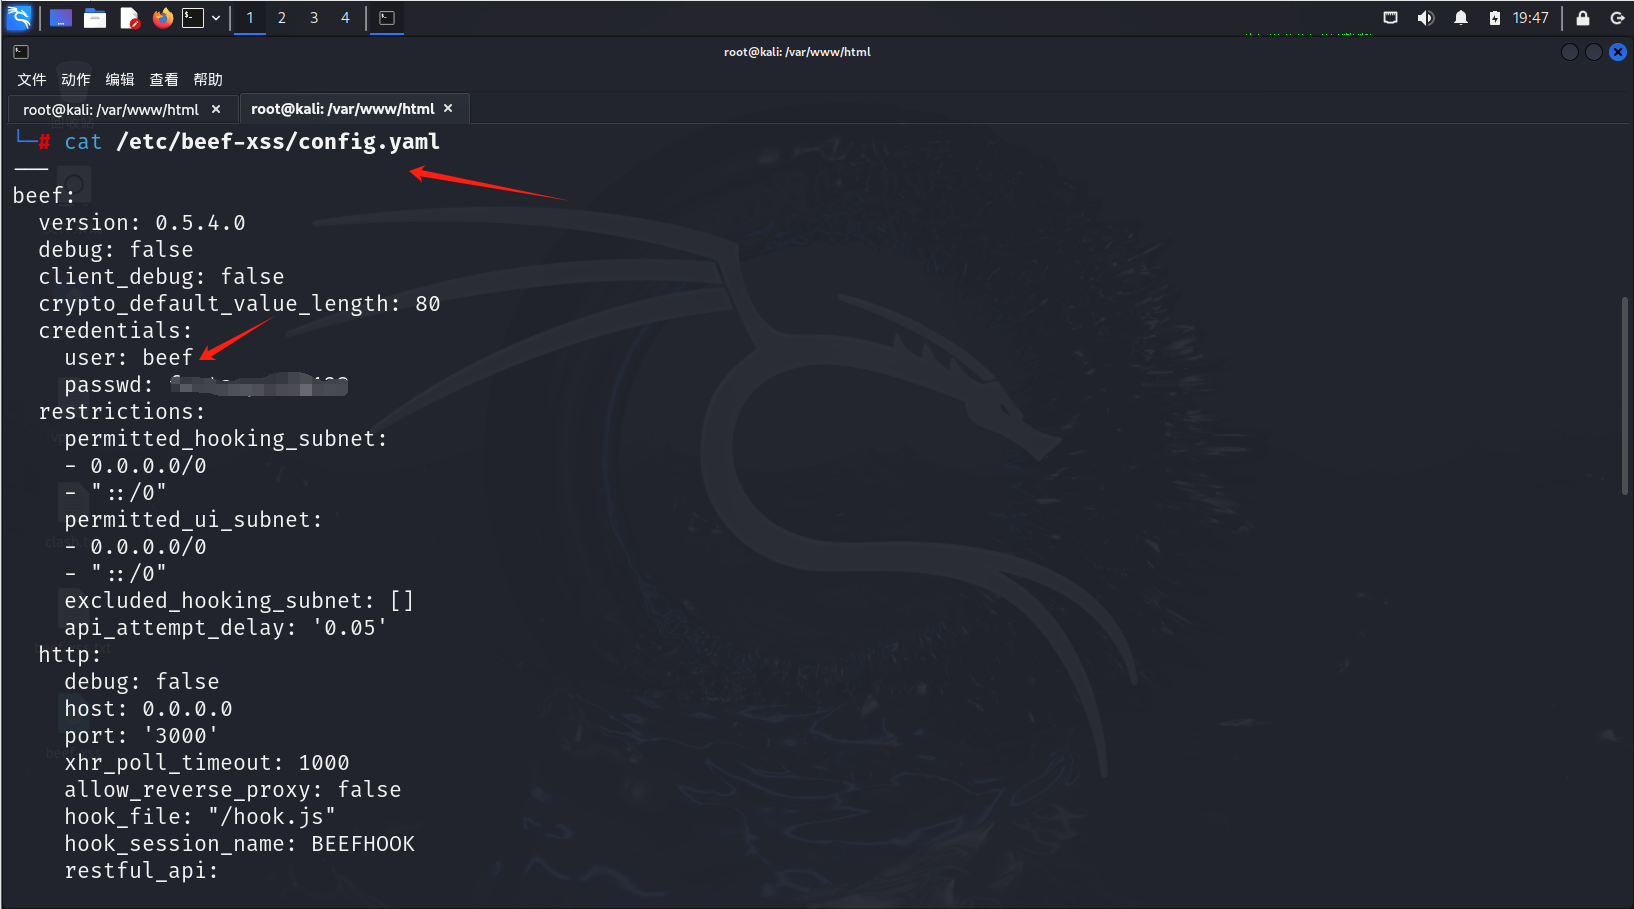 1 2 3 4
19:47
root@kali: /var/www/html
文件 动作 编辑 查看 帮助
root@kali: /var/www/html × root@kali: /var/www/html ×
└─# cat /etc/beef-xss/config.yaml
---
beef:
version: 0.5.4.0
debug: false
client_debug: false
crypto_default_value_length: 80
credentials:
user: beef
passwd:
restrictions:
permitted_hooking_subnet:
- 0.0.0.0/0
- "::/0"
permitted_ui_subnet:
- 0.0.0.0/0
- "::/0"
excluded_hooking_subnet: []
api_attempt_delay: '0.05'
http:
debug: false
host: 0.0.0.0
port: '3000'
xhr_poll_timeout: 1000
allow_reverse_proxy: false
hook_file: "/hook.js"
hook_session_name: BEEFHOOK
restful_api: